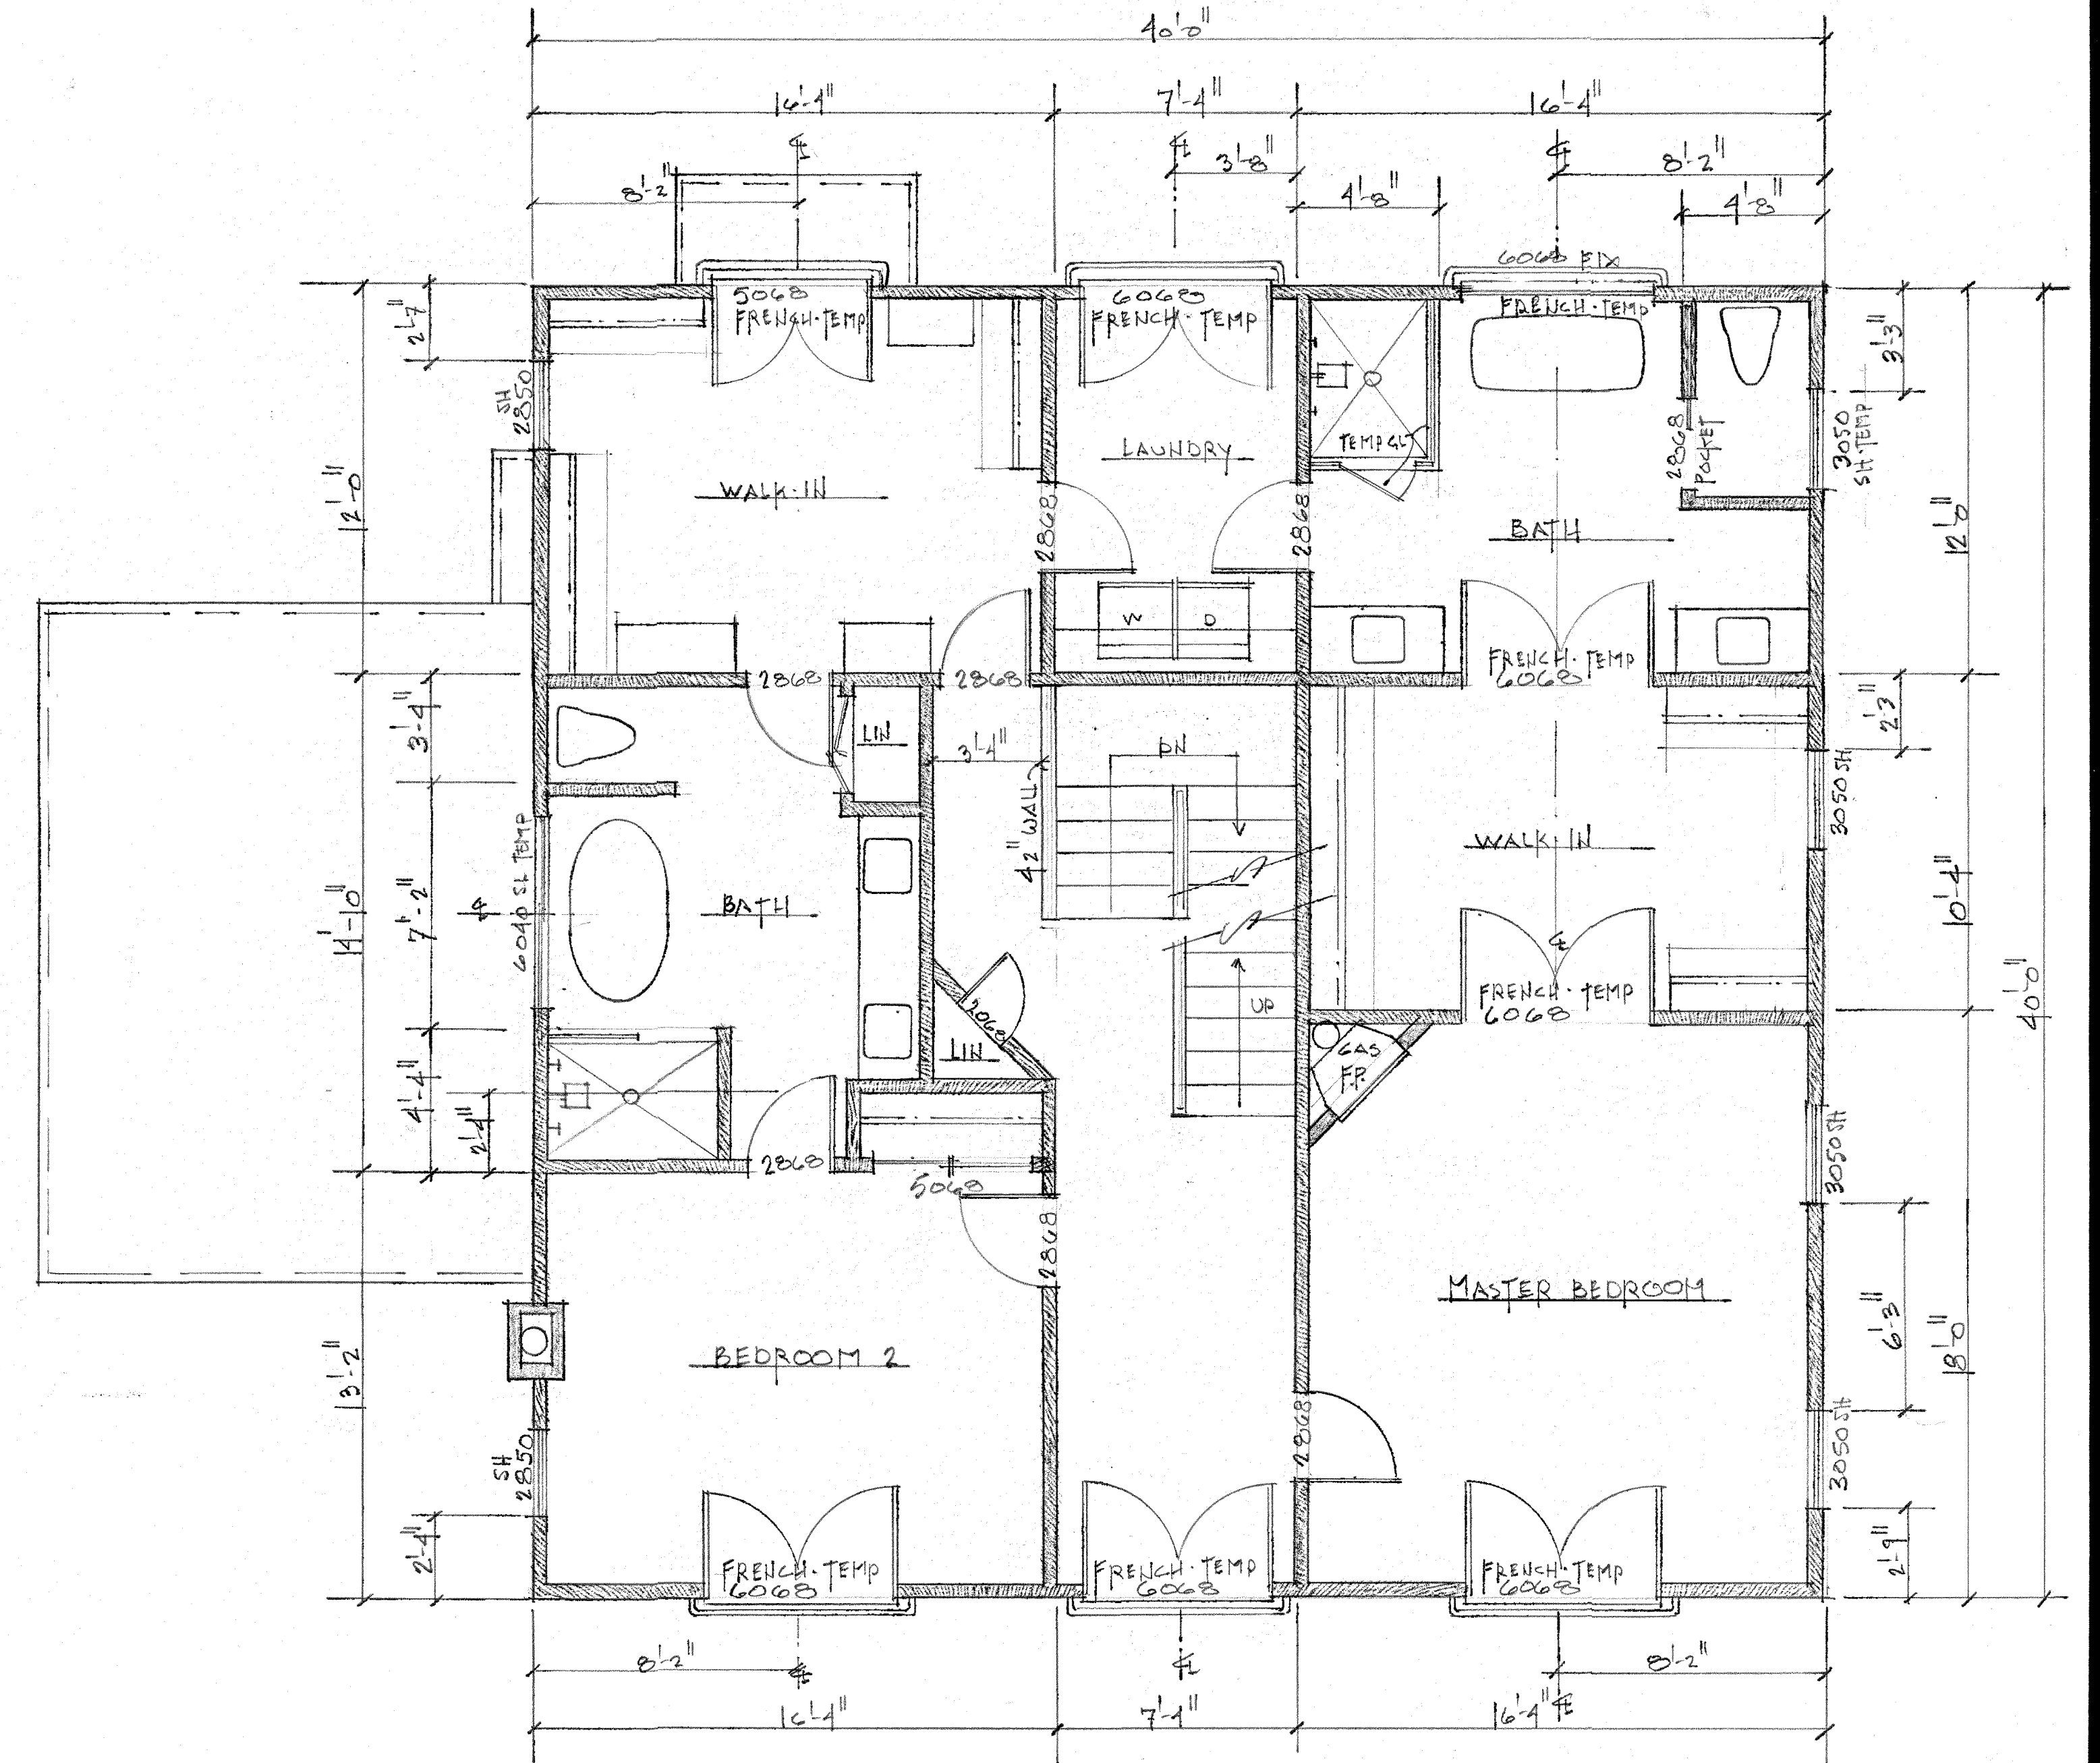 40'-0"
16'-4"
7'-4"
16'-4"
8'-2"
3'-8"
4'-8"
8'-2"
4'-8"
6068 FIX
5068
FRENCH · TEMP
6068
FRENCH · TEMP
FRENCH · TEMP
2'-7"
SH
2850
3'-3"
3050
SH·TEMP
2868
POCKET
TEMP GL
LAUNDRY
WALK-IN
BATH
12'-0"
12'-0"
2868
2868
W
D
FRENCH · TEMP
6068
2868
2868
LIN
3'-4"
3'-4"
DN
2'-3"
3050 SH
42" WALL
WALK-IN
6040 SL TEMP
BATH
14'-10"
7'-2"
10'-4"
40'-0"
FRENCH · TEMP
6068
2068
LIN
UP
GAS
F.P.
4'-4"
2'-4"
2868
5068
3050 SH
2868
MASTER BEDROOM
BEDROOM 2
6'-3"
18'-0"
13'-2"
2868
SH
2850
3050 SH
2'-4"
2'-9"
FRENCH · TEMP
6068
FRENCH · TEMP
6068
FRENCH · TEMP
6068
8'-2"
8'-2"
16'-4"
7'-4"
16'-4"